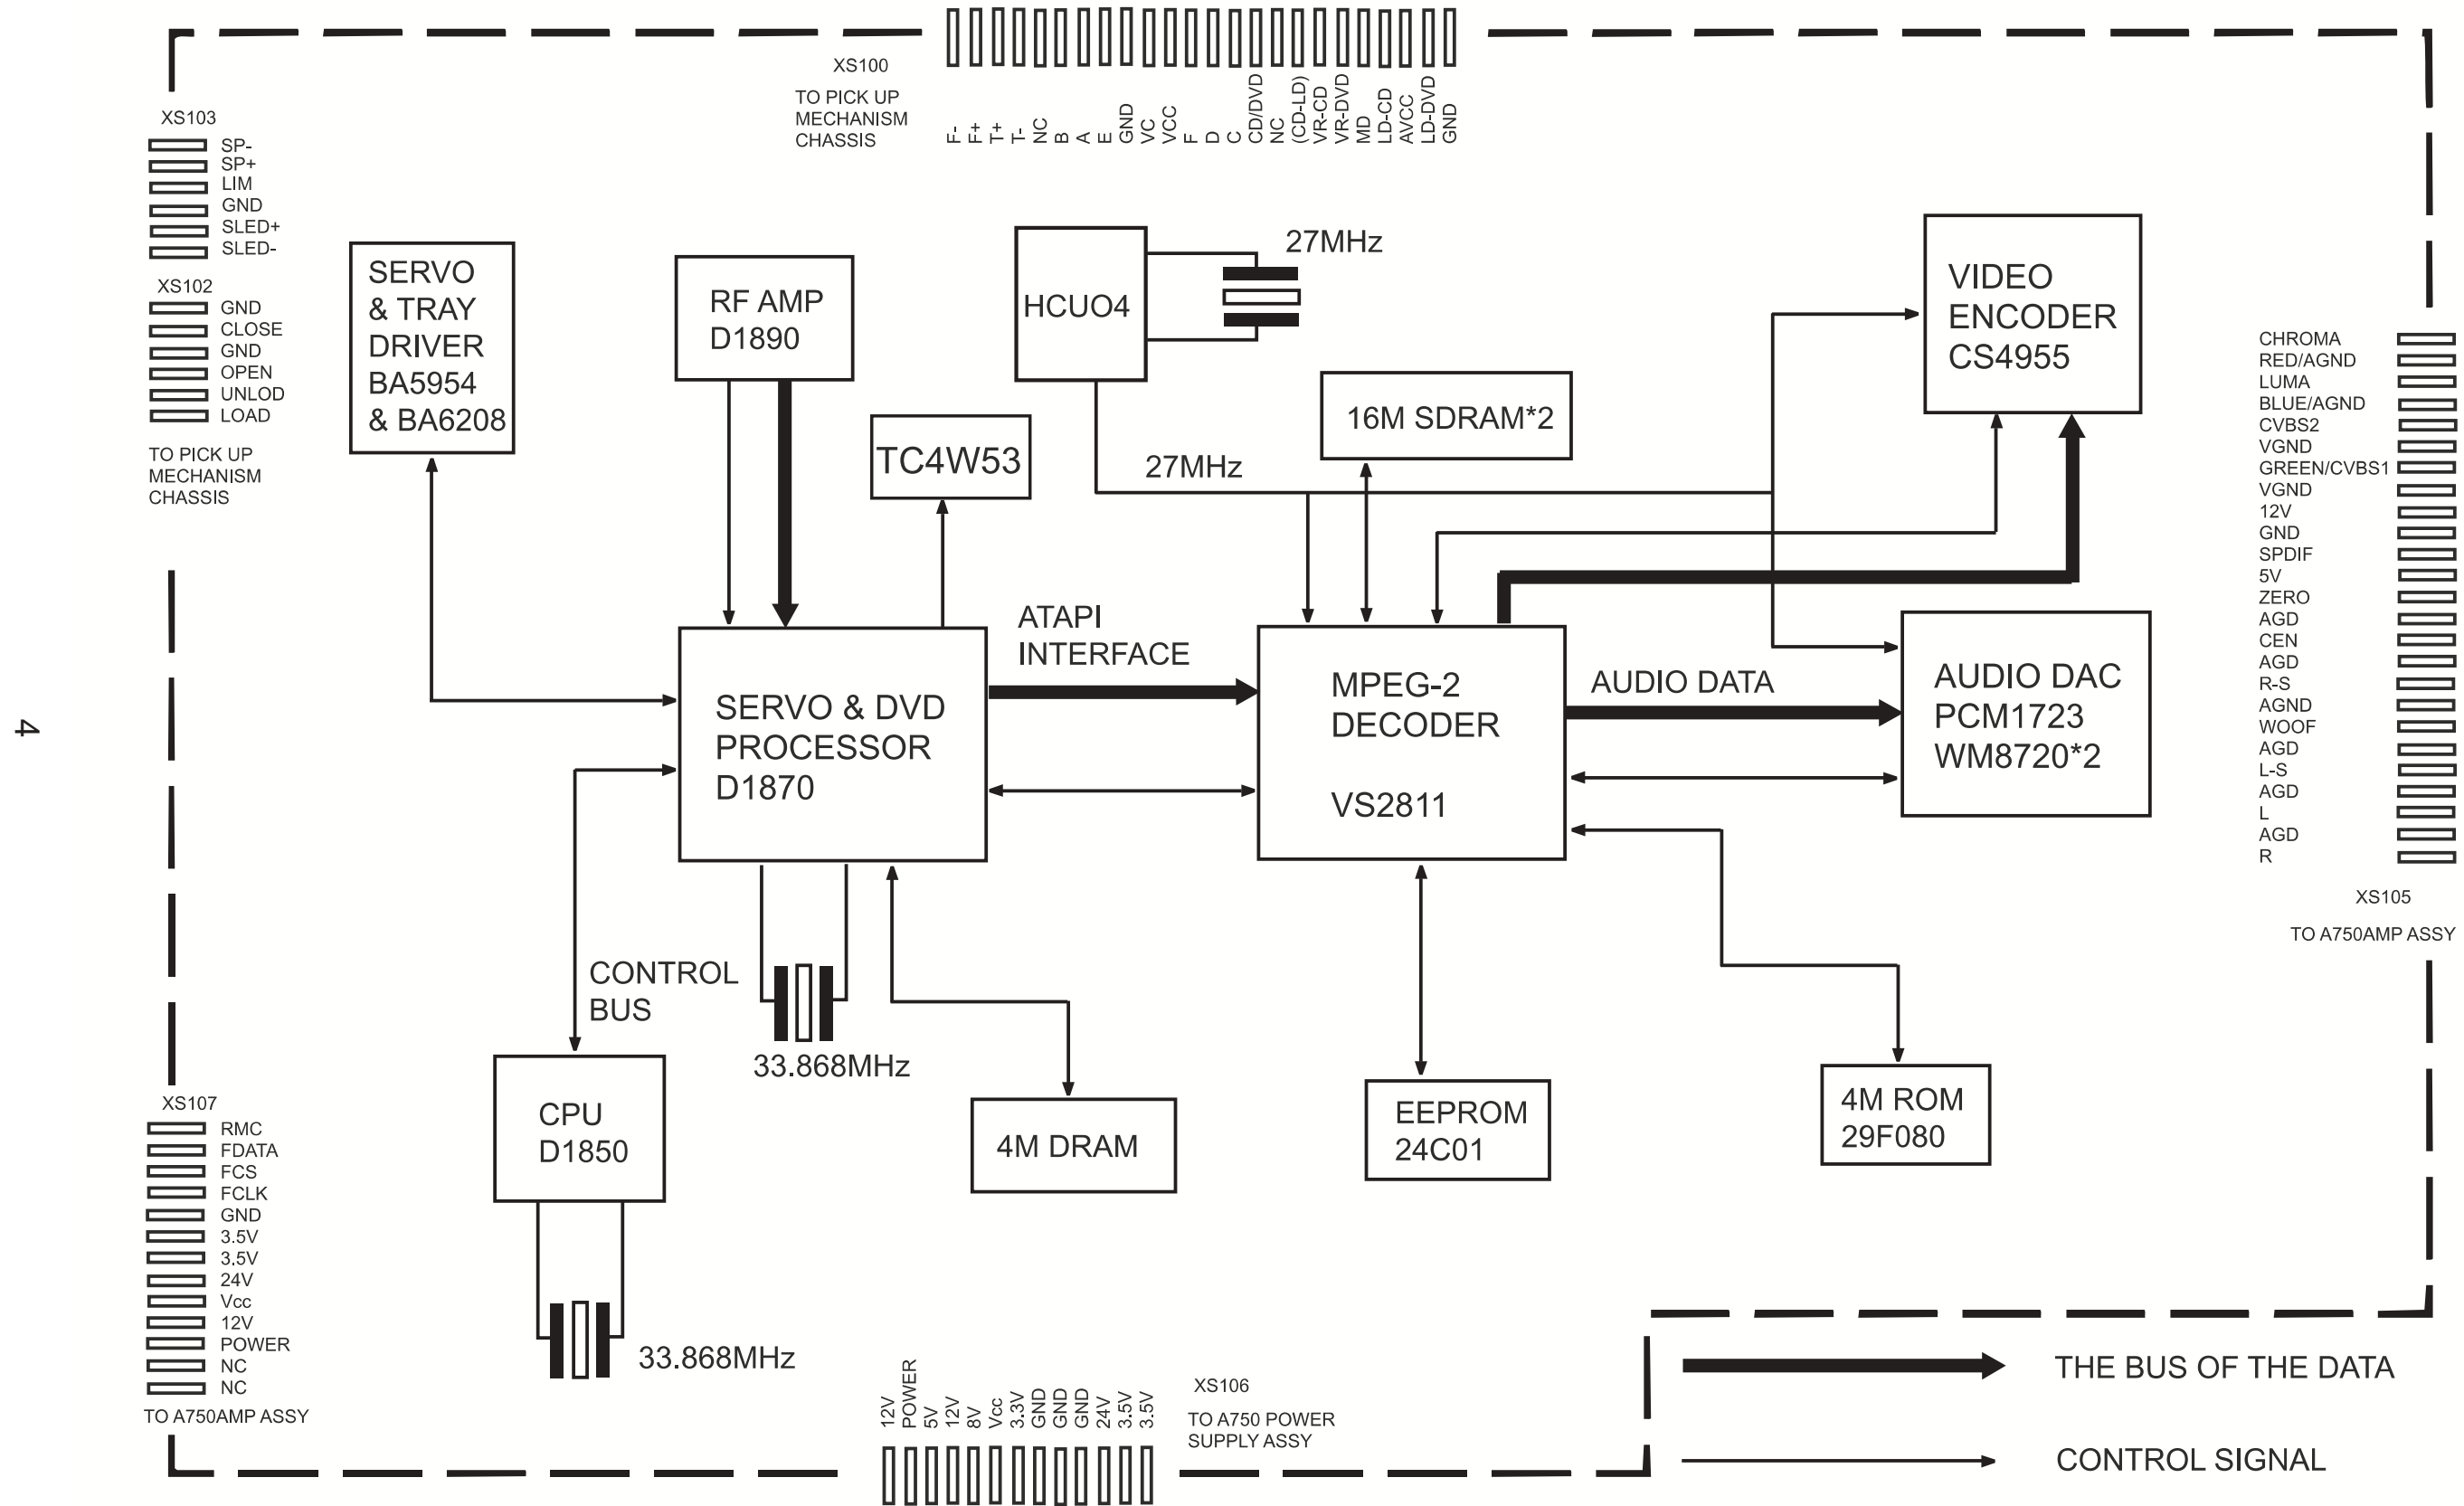 XS100
TO PICK UP
MECHANISM
CHASSIS
F-
F+
T+
T-
NC
B
A
E
GND
VC
VCC
F
D
C
CD/DVD
NC
(CD-LD)
VR-CD
VR-DVD
MD
LD-CD
AVCC
LD-DVD
GND
XS103
SP-
SP+
LIM
GND
SLED+
SLED-
XS102
GND
CLOSE
GND
OPEN
UNLOD
LOAD
TO PICK UP
MECHANISM
CHASSIS
SERVO
& TRAY
DRIVER
BA5954
& BA6208
RF AMP
D1890
HCUO4
27MHz
VIDEO
ENCODER
CS4955
TC4W53
27MHz
16M SDRAM*2
CHROMA
RED/AGND
LUMA
BLUE/AGND
CVBS2
VGND
GREEN/CVBS1
VGND
12V
GND
SPDIF
5V
ZERO
AGD
CEN
AGD
R-S
AGND
WOOF
AGD
L-S
AGD
L
AGD
R
XS105
TO A750AMP ASSY
4
SERVO & DVD
PROCESSOR
D1870
ATAPI
INTERFACE
MPEG-2
DECODER
VS2811
AUDIO DATA
AUDIO DAC
PCM1723
WM8720*2
CONTROL
BUS
33.868MHz
CPU
D1850
4M DRAM
EEPROM
24C01
4M ROM
29F080
33.868MHz
XS107
RMC
FDATA
FCS
FCLK
GND
3.5V
3.5V
24V
Vcc
12V
POWER
NC
NC
TO A750AMP ASSY
12V
POWER
5V
12V
8V
Vcc
3.3V
GND
GND
GND
24V
3.5V
3.5V
XS106
TO A750 POWER
SUPPLY ASSY
THE BUS OF THE DATA
CONTROL SIGNAL